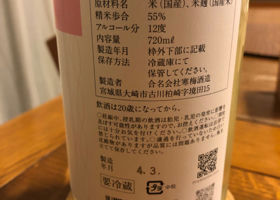 原材料名　米（国産）、米麹（国産米）
精米歩合　55％
アルコール分　12度
内容量　720mℓ
製造年月　枠外下部に記載
保存方法　冷蔵庫にて
保管してください。
製造者　合名会社寒梅酒造
宮城県大崎市古川柏崎字境田15
飲酒は20歳になってから。
製造
年月
4.3.
要冷蔵